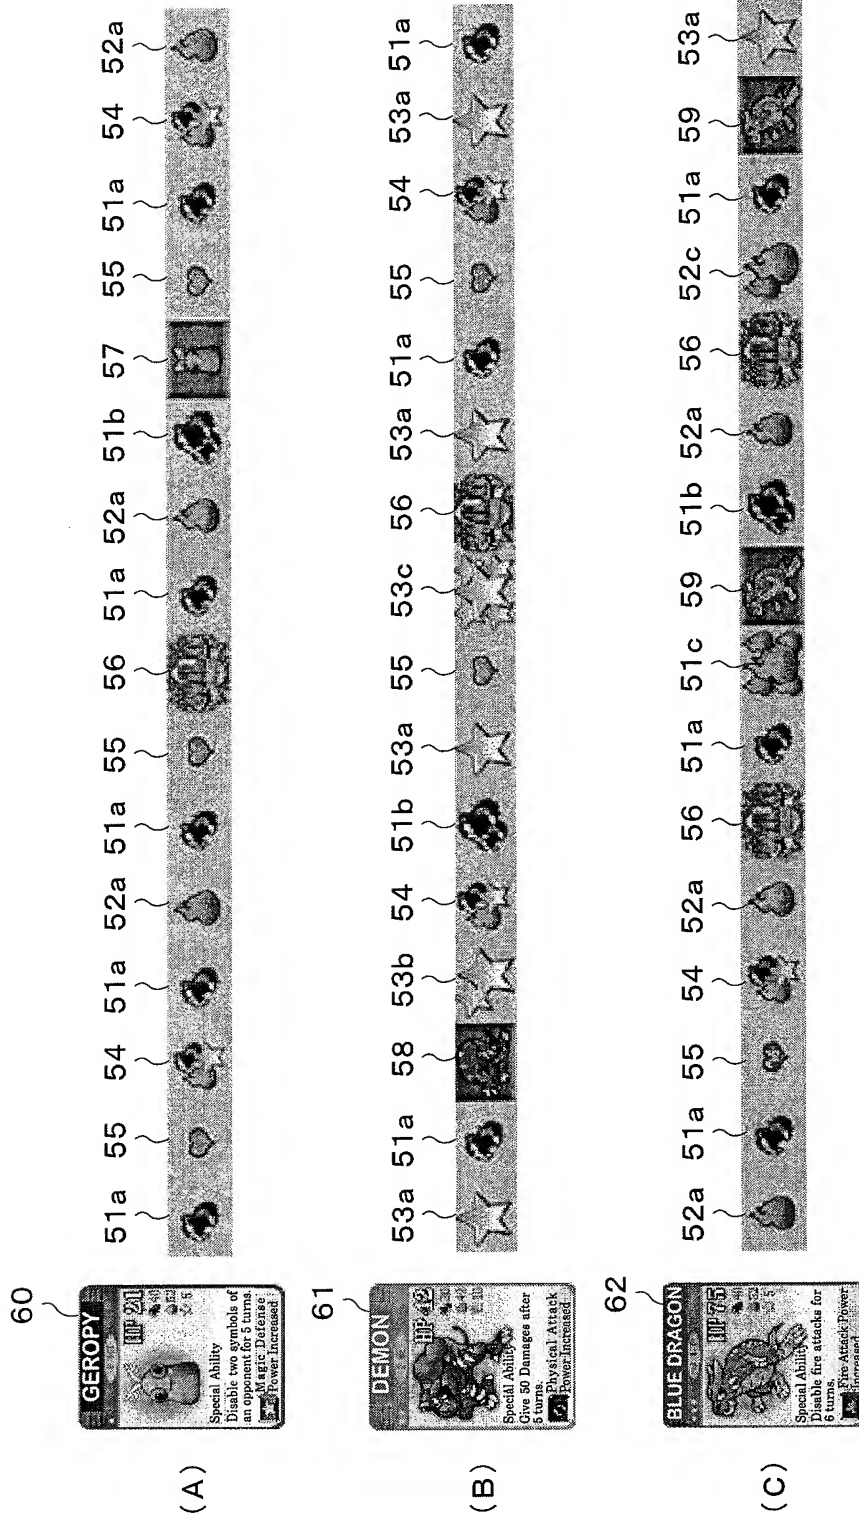 60
51a 55 54 51a 52a 51a 55 56 51a 52a 51b 57 55 51a 54 52a
(A)
GEROPY
Special Ability
Disable two symbols of
an opponent for 5 turns.
Magic Defense
Power Increased
61
53a 51a 58 53b 54 51b 53a 55 53c 56 53a 51a 55 54 53a 51a
(B)
DEMON
HP 42
Special Ability
Give 50 Damages after
5 turns.
Physical Attack
Power Increased
62
52a 51a 55 54 52a 56 51a 51c 59 51b 52a 56 52c 51a 59 53a
(C)
BLUE DRAGON
HP 75
Special Ability
Disable fire attacks for
6 turns.
Fire Attack Power
Increased